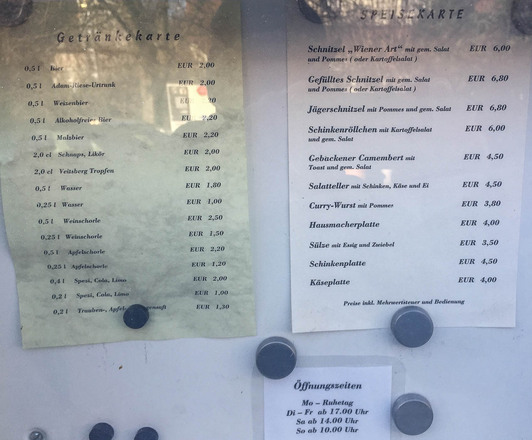 Getränkekarte
0,5 l Bier EUR 2,00
0,5 l Adam-Riese-Urtrunk EUR 2,00
0,5 l Weizenbier 20
0,5 l Alkoholfreies Bier 2,20
0,5 l Malzbier EUR 2,20
2,0 cl Schnaps, Likör EUR 2,00
2,0 cl Veitsberg Tropfen EUR 2,00
0,5 l Wasser EUR 1,80
0,25 l Wasser EUR 1,00
0,5 l Weinschorle EUR 2,50
0,25 l Weinschorle EUR 1,50
0,5 l Apfelschorle EUR 2,20
0,25 l Apfelschorle EUR 1,20
0,4 l Spezi, Cola, Limo EUR 2,00
0,2 l Spezi, Cola, Limo EUR 1,00
0,2 l Trauben-, EUR 1,30
SPEISEKARTE
Schnitzel „Wiener Art“ mit gem. Salat EUR 6,00
und Pommes ( oder Kartoffelsalat )
Gefülltes Schnitzel mit gem. Salat EUR 6,80
und Pommes ( oder Kartoffelsalat )
Jägerschnitzel mit Pommes und gem. Salat EUR 6,80
Schinkenröllchen mit Kartoffelsalat EUR 6,00
und gem. Salat
Gebackener Camembert mit EUR 4,50
Toast und gem. Salat
Salatteller mit Schinken, Käse und Ei EUR 4,50
Curry-Wurst mit Pommes EUR 3,80
Hausmacherplatte EUR 4,00
Sülze mit Essig und Zwiebel EUR 3,50
Schinkenplatte EUR 4,50
Käseplatte EUR 4,00
Preise inkl. Mehrwertsteuer und Bedienung
Öffnungszeiten
Mo – Ruhetag
Di – Fr ab 17.00 Uhr
Sa ab 14.00 Uhr
So ab 10.00 Uhr